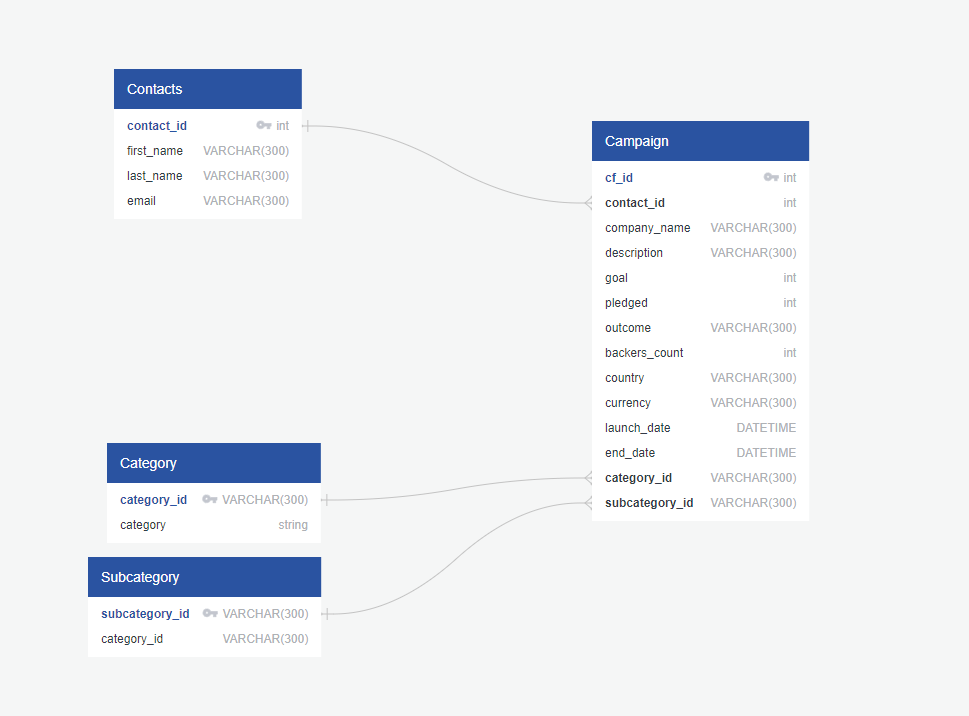 Contacts
contact_id int
first_name VARCHAR(300)
last_name VARCHAR(300)
email VARCHAR(300)
Campaign
cf_id int
contact_id int
company_name VARCHAR(300)
description VARCHAR(300)
goal int
pledged int
outcome VARCHAR(300)
backers_count int
country VARCHAR(300)
currency VARCHAR(300)
launch_date DATETIME
end_date DATETIME
category_id VARCHAR(300)
subcategory_id VARCHAR(300)
Category
category_id VARCHAR(300)
category string
Subcategory
subcategory_id VARCHAR(300)
category_id VARCHAR(300)